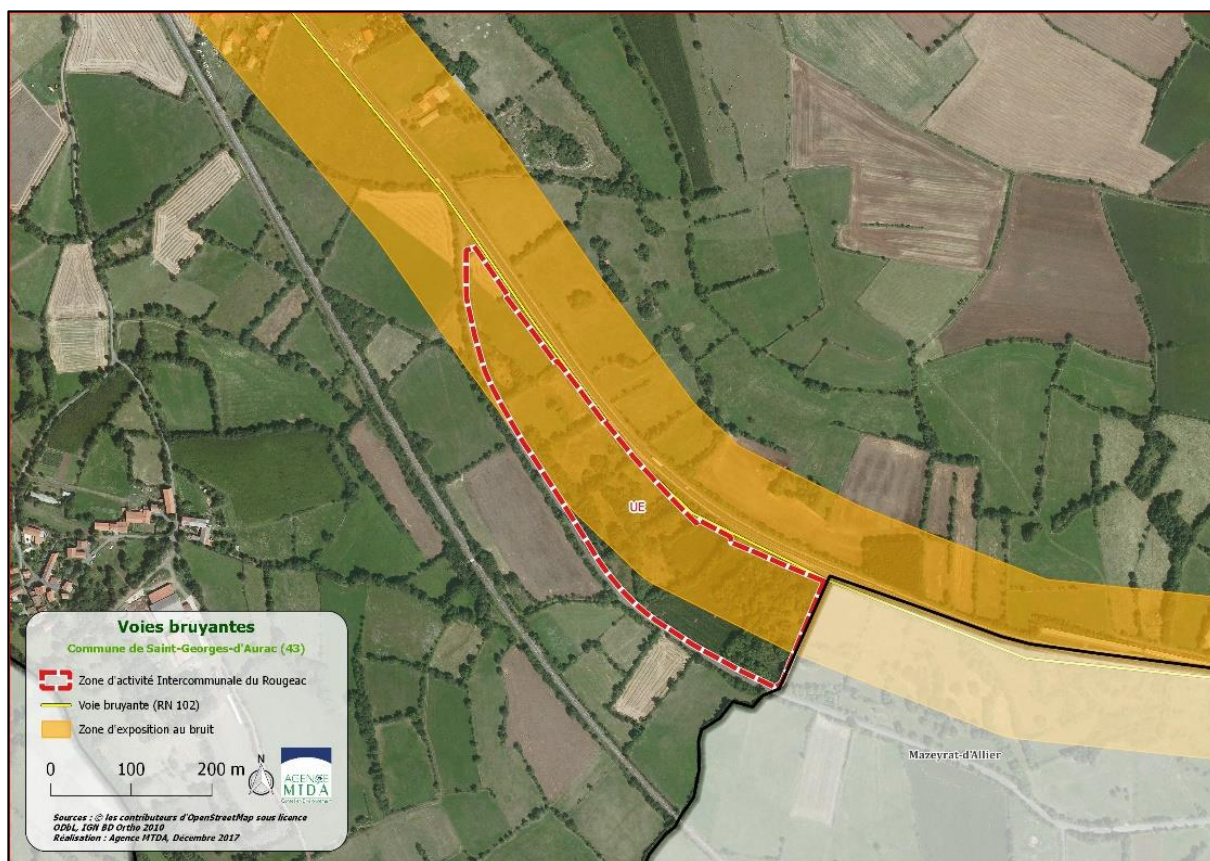 UE
Mazeyrat-d'Allier
Voies bruyantes
Commune de Saint-Georges-d'Aurac (43)
Zone d'activité Intercommunale du Rougeac
Voie bruyante (RN 102)
Zone d'exposition au bruit
0 100 200 m
N
AGENCE
MTDA
Conseil Environnement
Sources : © les contributeurs d'OpenStreetMap sous licence
ODbL, IGN BD Ortho 2010
Réalisation : Agence MTDA, Décembre 2017